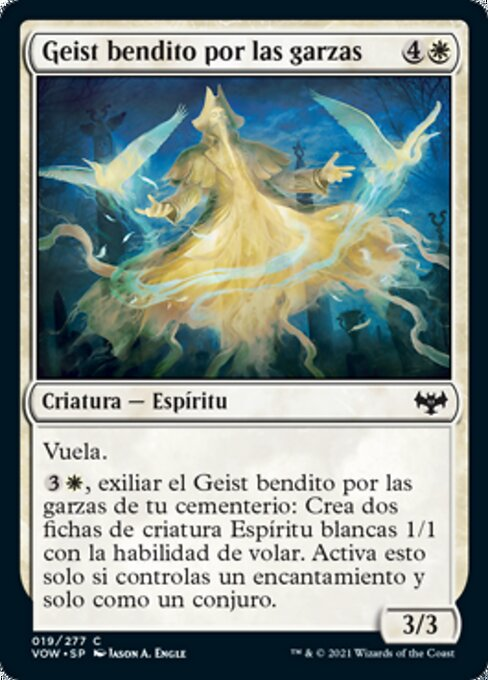 Geist bendito por las garzas 4
Criatura — Espíritu
Vuela.
3, exiliar el Geist bendito por las
garzas de tu cementerio: Crea dos
fichas de criatura Espíritu blancas 1/1
con la habilidad de volar. Activa esto
solo si controlas un encantamiento y
solo como un conjuro.
3/3
019/277 C
VOW • SP Jason A. Engle
™ & © 2021 Wizards of the Coast